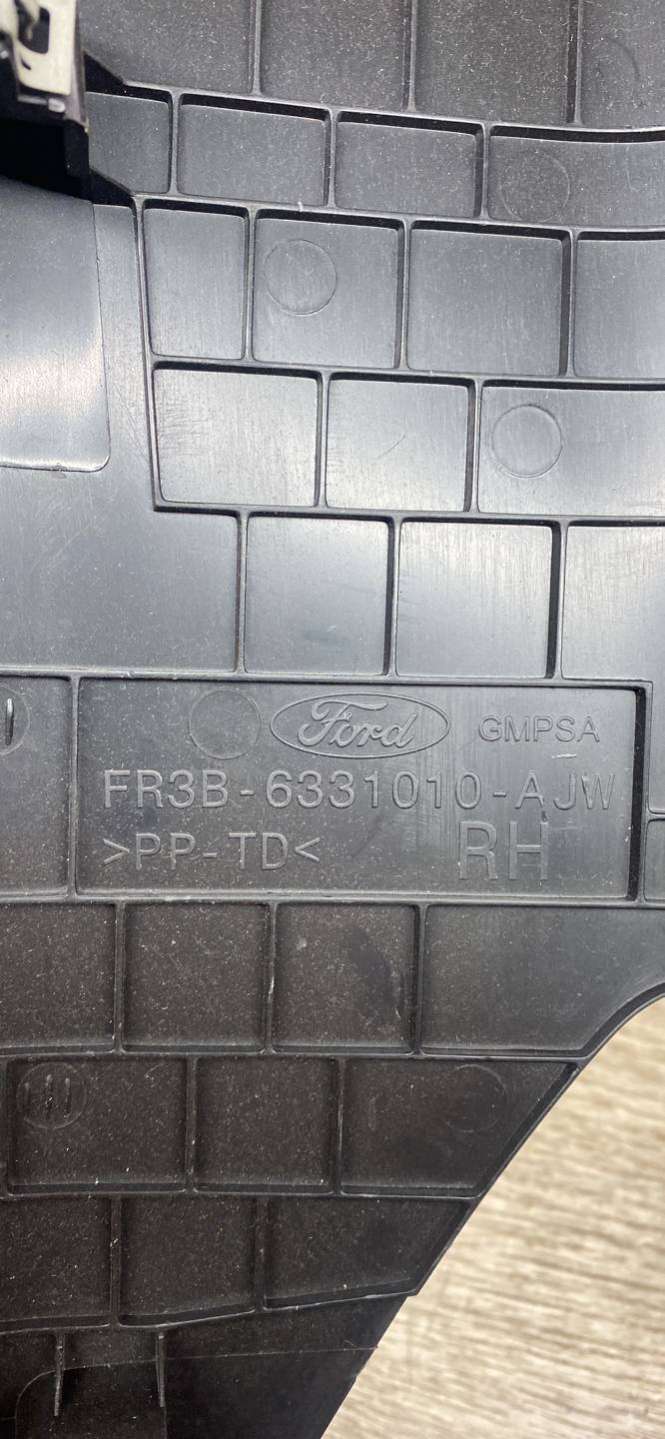 Ford GMPSA
FR3B-6331010-AJW
>PP-TD< RH